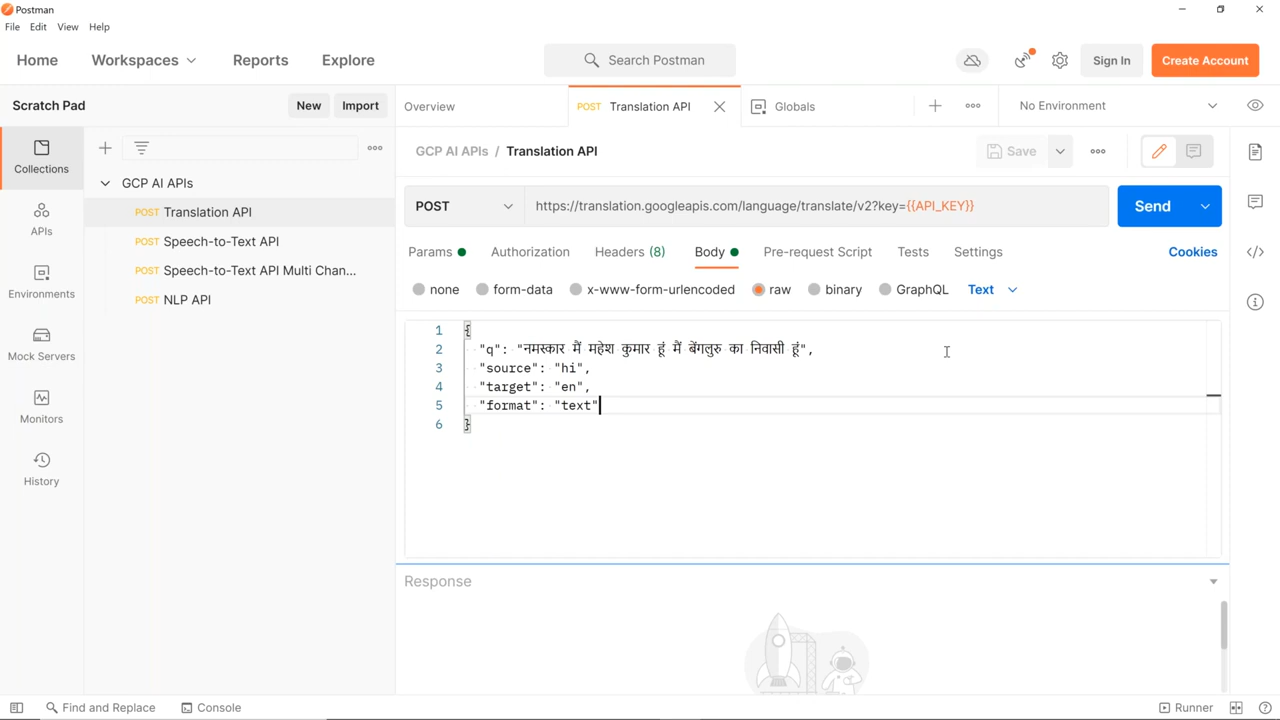 Postman
File Edit View Help
Home Workspaces Reports Explore Search Postman Sign In Create Account
Scratch Pad New Import Overview POST Translation API Globals No Environment
Collections
APIs
Environments
Mock Servers
Monitors
History
GCP AI APIs
POST Translation API
POST Speech-to-Text API
POST Speech-to-Text API Multi Chan...
POST NLP API
GCP AI APIs / Translation API Save
POST https://translation.googleapis.com/language/translate/v2?key={{API_KEY}} Send
Params Authorization Headers (8) Body Pre-request Script Tests Settings Cookies
none form-data x-www-form-urlencoded raw binary GraphQL Text
1 {
2 "q": "नमस्कार मैं महेश कुमार हूं मैं बेंगलुरु का निवासी हूं",
3 "source": "hi",
4 "target": "en",
5 "format": "text"
6 }
Response
Find and Replace Console Runner